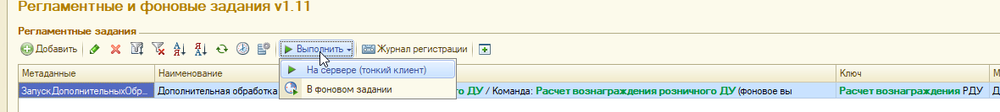 Регламентные и фоновые задания v1.11
Регламентные задания
Добавить Выполнить Журнал регистрации
На сервере (тонкий клиент)
Метаданные Наименование Ключ
ЗапускДополнительныхОбр... Дополнительная обработка ого ДУ / Команда: Расчет вознаграждения розничного ДУ (фоновое вы Расчет вознаграждения РДУ
В фоновом задании